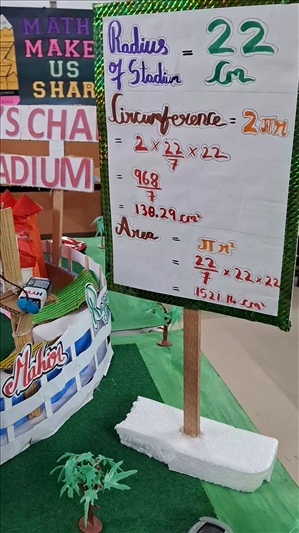 MATH
MAKE
US
SHAR
'S CHA
ADIUM
Radius = 22
Of Stadium cm
Circumference = 2πr
= 2 × 22/7 × 22
= 968/7
= 138.29 cm²
Area = πr²
= 22/7 × 22 × 22
= 1521.14 cm²